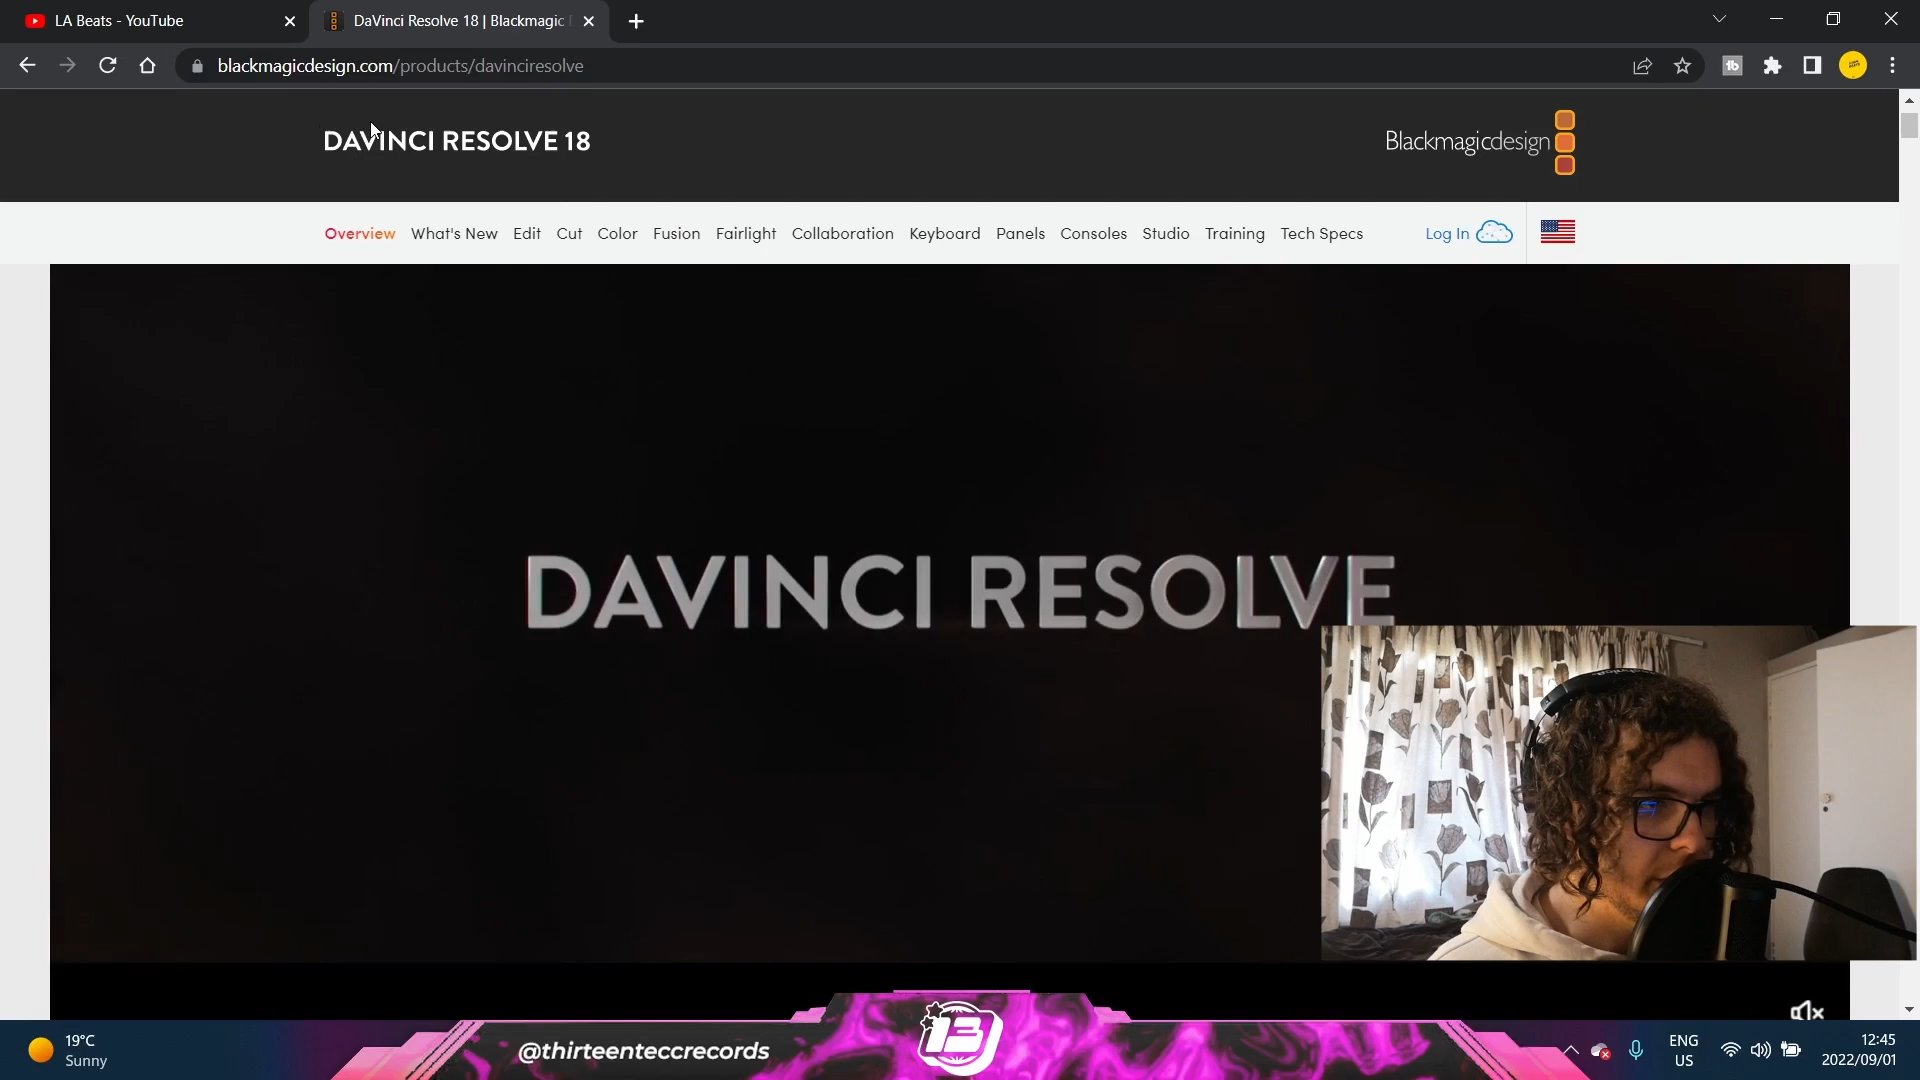 LA Beats - YouTube
DaVinci Resolve 18 | Blackmagic
blackmagicdesign.com/products/davinciresolve
DAVINCI RESOLVE 18
Blackmagicdesign
Overview What's New Edit Cut Color Fusion Fairlight Collaboration Keyboard Panels Consoles Studio Training Tech Specs Log In
DAVINCI RESOLVE
19°C
Sunny
@thirteenteccrecords
13
ENG
US
12:45
2022/09/01